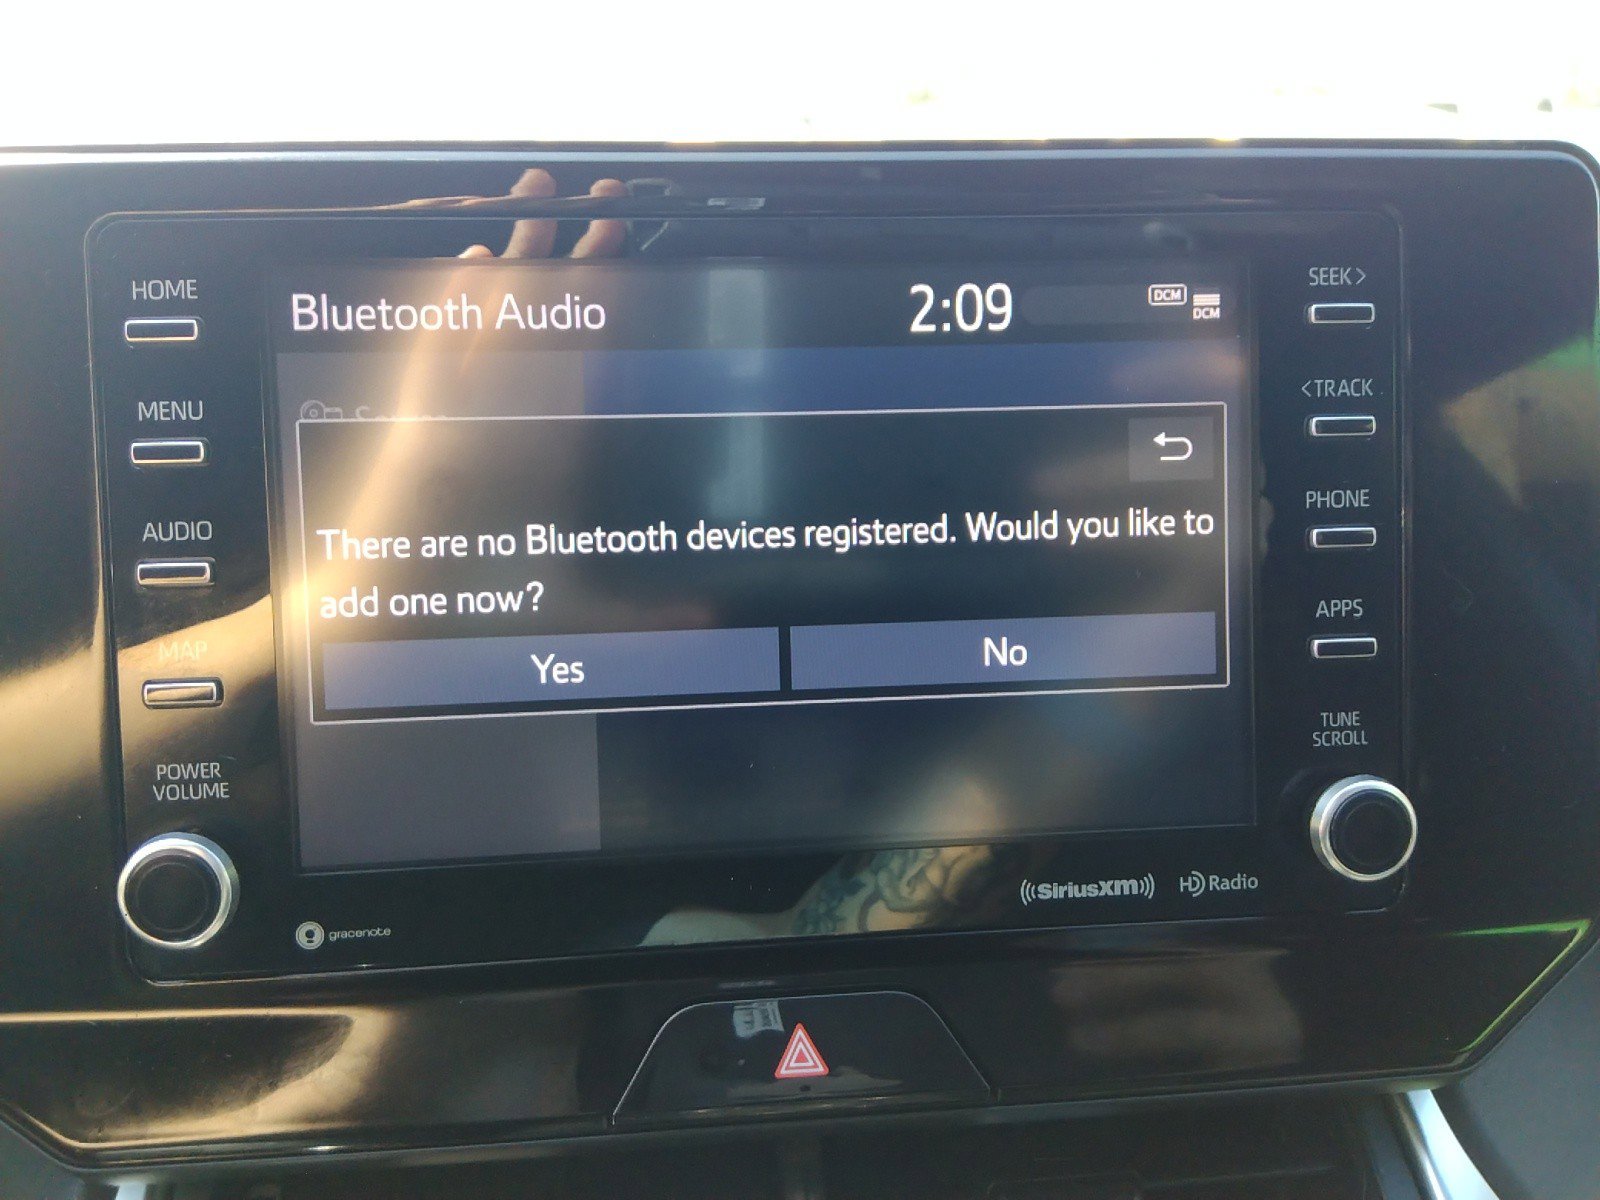 HOME
MENU
AUDIO
MAP
POWER
VOLUME
Bluetooth Audio
2:09
DCM
DCM
There are no Bluetooth devices registered. Would you like to
add one now?
Yes
No
SEEK>
<TRACK
PHONE
APPS
TUNE
SCROLL
gracenote
((SiriusXM))
HD Radio